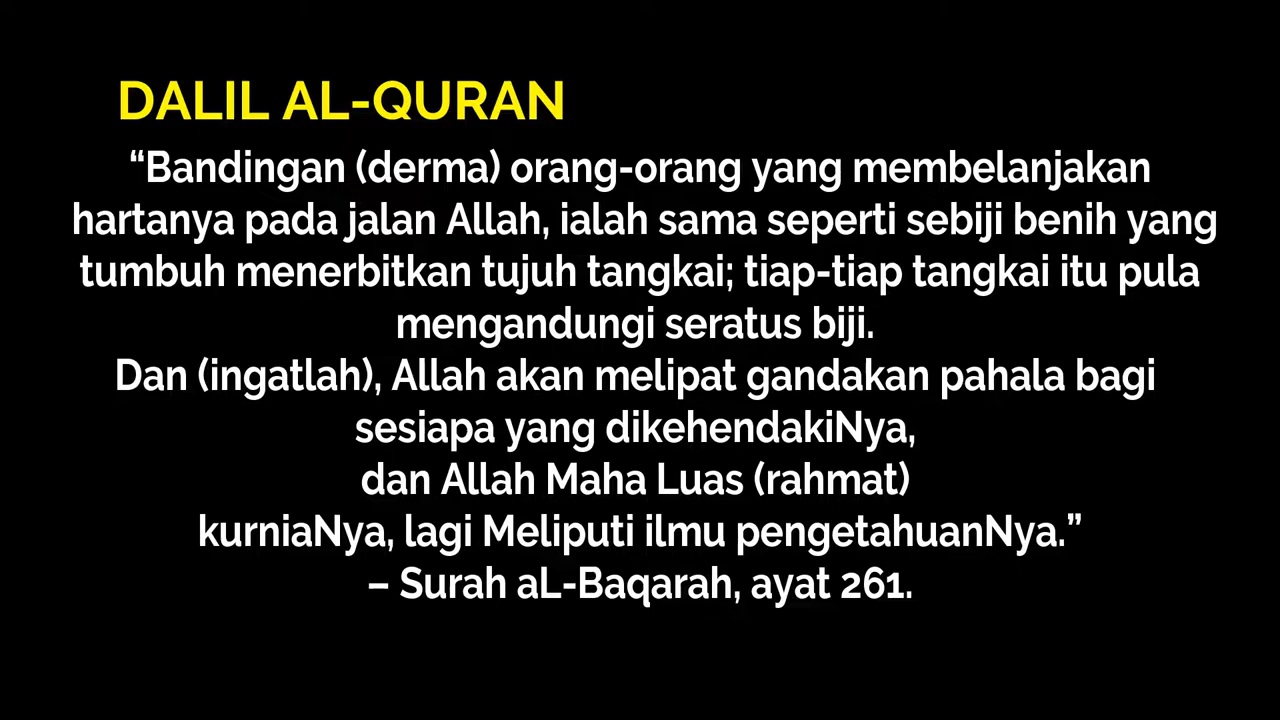 DALIL AL-QURAN
“Bandingan (derma) orang-orang yang membelanjakan
hartanya pada jalan Allah, ialah sama seperti sebiji benih yang
tumbuh menerbitkan tujuh tangkai; tiap-tiap tangkai itu pula
mengandungi seratus biji.
Dan (ingatlah), Allah akan melipat gandakan pahala bagi
sesiapa yang dikehendakiNya,
dan Allah Maha Luas (rahmat)
kurniaNya, lagi Meliputi ilmu pengetahuanNya.”
– Surah aL-Baqarah, ayat 261.